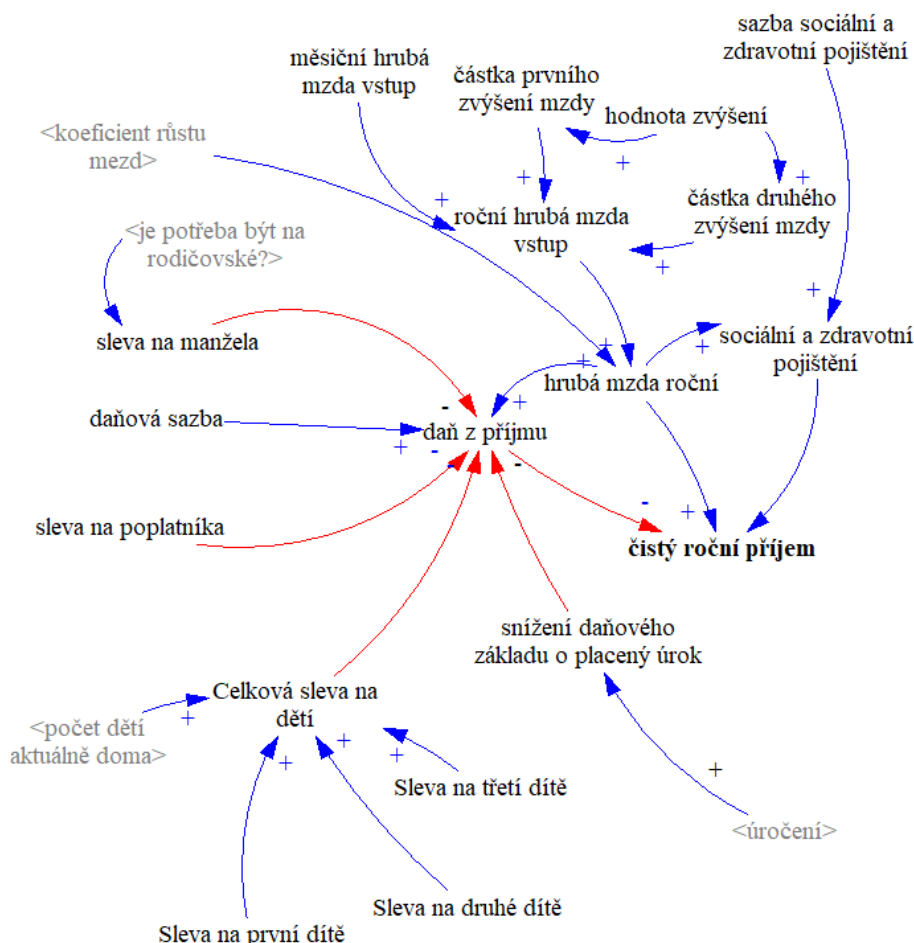 sazba sociální a
zdravotní pojištění
měsíční hrubá
mzda vstup
částka prvního
zvýšení mzdy
hodnota zvýšení
<koeficient růstu
mezd>
+
+
+
částka druhého
zvýšení mzdy
+
roční hrubá mzda
vstup
<je potřeba být na
rodičovské?>
+
+
sleva na manžela
sociální a zdravotní
pojištění
+
+
+
hrubá mzda roční
+
-
daňová sazba
daň z příjmu
+
-
-
-
sleva na poplatníka
-
+
čistý roční příjem
snížení daňového
základu o placený úrok
Celková sleva na
dětí
<počet dětí
aktuálně doma>
+
+
+
+
+
Sleva na třetí dítě
<úročení>
Sleva na druhé dítě
Sleva na první dítě